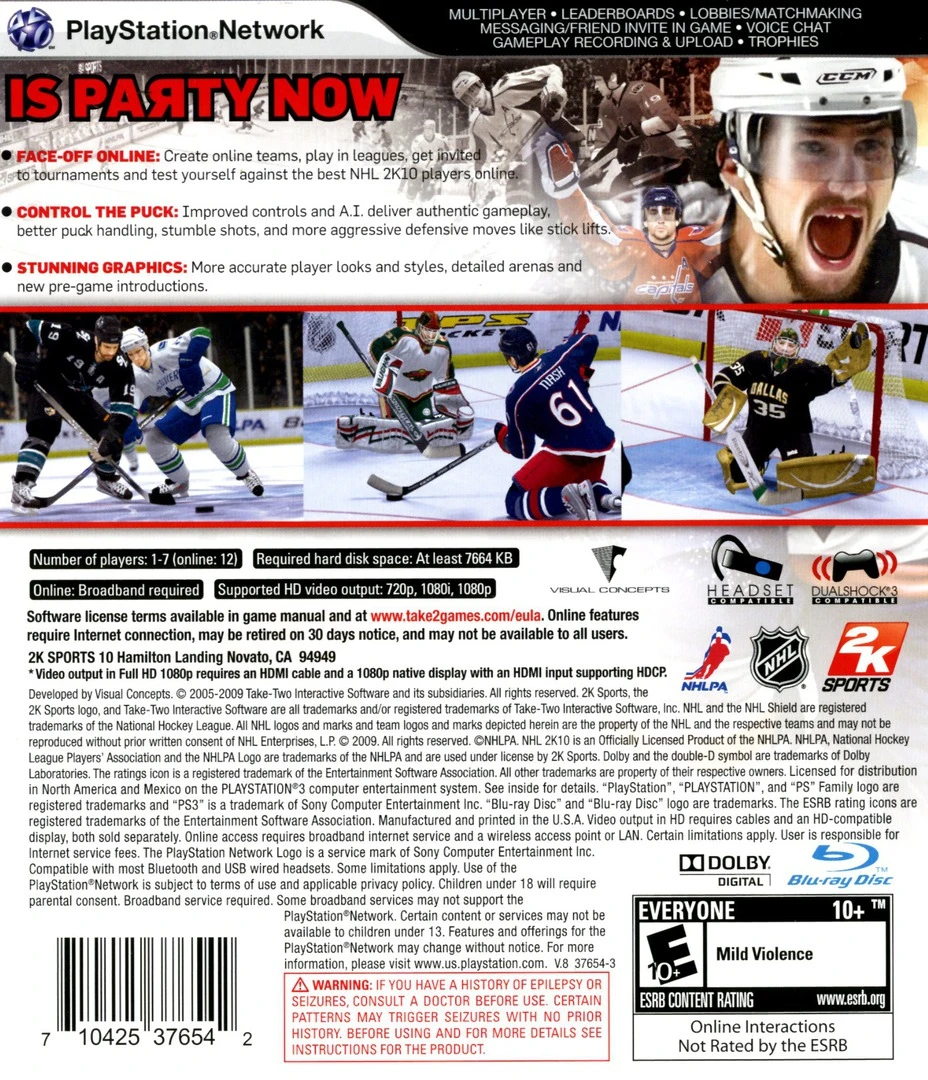 PlayStation®Network
MULTIPLAYER • LEADERBOARDS • LOBBIES/MATCHMAKING
MESSAGING/FRIEND INVITE IN GAME • VOICE CHAT
GAMEPLAY RECORDING & UPLOAD • TROPHIES
IS PAЯTY NOW
CCM
• FACE-OFF ONLINE: Create online teams, play in leagues, get invited
to tournaments and test yourself against the best NHL 2K10 players online.
• CONTROL THE PUCK: Improved controls and A.I. deliver authentic gameplay,
better puck handling, stumble shots, and more aggressive defensive moves like stick lifts.
• STUNNING GRAPHICS: More accurate player looks and styles, detailed arenas and
new pre-game introductions.
capitals
19
19
NASH
61
DALLAS
35
35
Number of players: 1-7 (online: 12)
Required hard disk space: At least 7664 KB
Online: Broadband required
Supported HD video output: 720p, 1080i, 1080p
VISUAL CONCEPTS
HEADSET
COMPATIBLE
DUALSHOCK®3
COMPATIBLE
Software license terms available in game manual and at www.take2games.com/eula. Online features
require Internet connection, may be retired on 30 days notice, and may not be available to all users.
2K SPORTS 10 Hamilton Landing Novato, CA 94949
*Video output in Full HD 1080p requires an HDMI cable and a 1080p native display with an HDMI input supporting HDCP.
NHLPA
NHL
2K
SPORTS
Developed by Visual Concepts. © 2005-2009 Take-Two Interactive Software and its subsidiaries. All rights reserved. 2K Sports, the
2K Sports logo, and Take-Two Interactive Software are all trademarks and/or registered trademarks of Take-Two Interactive Software, Inc. NHL and the NHL Shield are registered
trademarks of the National Hockey League. All NHL logos and marks and team logos and marks depicted herein are the property of the NHL and the respective teams and may not be
reproduced without prior written consent of NHL Enterprises, L.P. © 2009. All rights reserved. ©NHLPA. NHL 2K10 is an Officially Licensed Product of the NHLPA. NHLPA, National Hockey
League Players' Association and the NHLPA Logo are trademarks of the NHLPA and are used under license by 2K Sports. Dolby and the double-D symbol are trademarks of Dolby
Laboratories. The ratings icon is a registered trademark of the Entertainment Software Association. All other trademarks are property of their respective owners. Licensed for distribution
in North America and Mexico on the PLAYSTATION®3 computer entertainment system. See inside for details. “PlayStation”, “PLAYSTATION”, and “PS” Family logo are
registered trademarks and “PS3” is a trademark of Sony Computer Entertainment Inc. “Blu-ray Disc” and “Blu-ray Disc” logo are trademarks. The ESRB rating icons are
registered trademarks of the Entertainment Software Association. Manufactured and printed in the U.S.A. Video output in HD requires cables and an HD-compatible
display, both sold separately. Online access requires broadband internet service and a wireless access point or LAN. Certain limitations apply. User is responsible for
Internet service fees. The PlayStation Network Logo is a service mark of Sony Computer Entertainment Inc.
Compatible with most Bluetooth and USB wired headsets. Some limitations apply. Use of the
PlayStation®Network is subject to terms of use and applicable privacy policy. Children under 18 will require
parental consent. Broadband service required. Some broadband services may not support the
PlayStation®Network. Certain content or services may not be
available to children under 13. Features and offerings for the
PlayStation®Network may change without notice. For more
information, please visit www.us.playstation.com. V.8 37654-3
DOLBY
DIGITAL
Blu-ray Disc™
WARNING: IF YOU HAVE A HISTORY OF EPILEPSY OR
SEIZURES, CONSULT A DOCTOR BEFORE USE. CERTAIN
PATTERNS MAY TRIGGER SEIZURES WITH NO PRIOR
HISTORY. BEFORE USING AND FOR MORE DETAILS SEE
INSTRUCTIONS FOR THE PRODUCT.
7 10425 37654 2
EVERYONE 10+ ™
E
10+
Mild Violence
ESRB CONTENT RATING www.esrb.org
Online Interactions
Not Rated by the ESRB